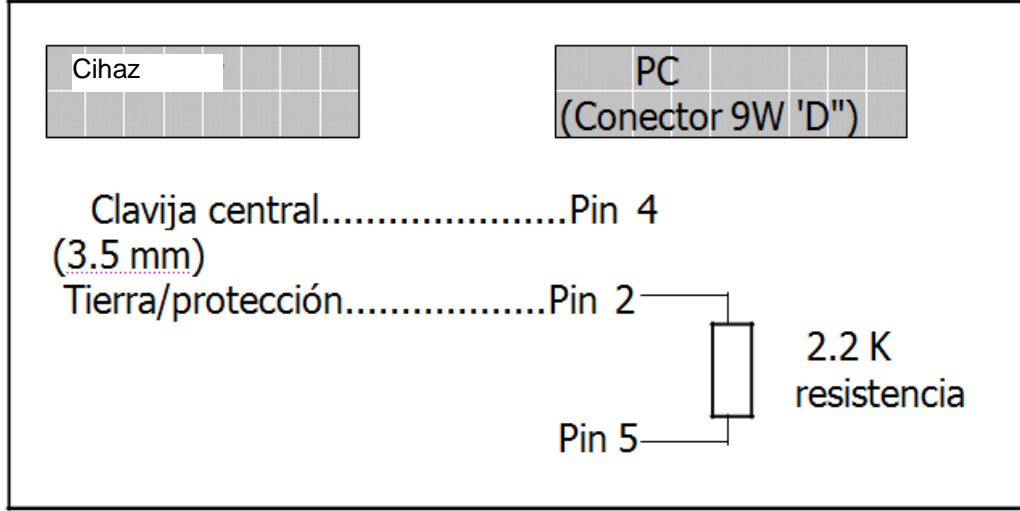 Cihaz
PC
(Conector 9W 'D")
Clavija central......................Pin 4
(3.5 mm)
Tierra/protección..................Pin 2
2.2 K
resistencia
Pin 5